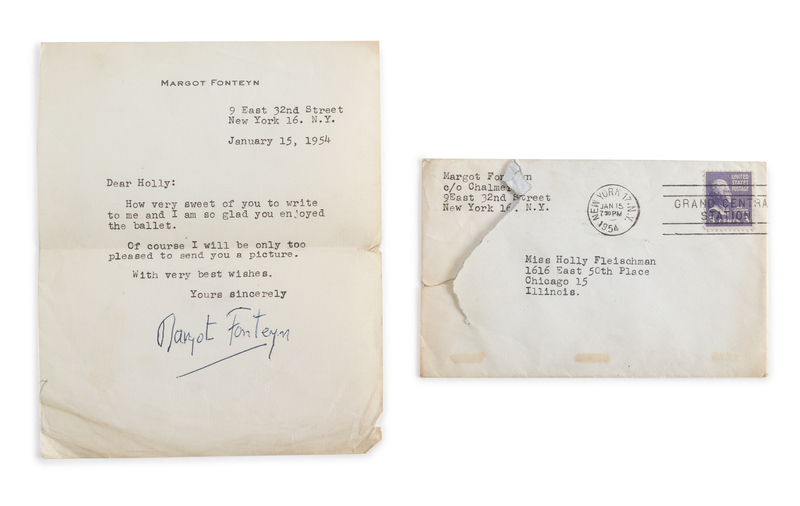 MARGOT FONTEYN
9 East 32nd Street
New York 16. N.Y.
January 15, 1954
Dear Holly:
How very sweet of you to write
to me and I am so glad you enjoyed
the ballet.
Of course I will be only too
pleased to send you a picture.
With very best wishes.
Yours sincerely
Margot Fonteyn
Margot Fon
c/o Chalmer
9East 32nd Street
New York 16. N.Y.
NEW YORK 17, N.Y.
JAN 15
7 30 PM
1954
GRAND CENTRA
STATION
UNITED
STATES
POSTAGE
Miss Holly Fleischman
1616 East 50th Place
Chicago 15
Illinois.